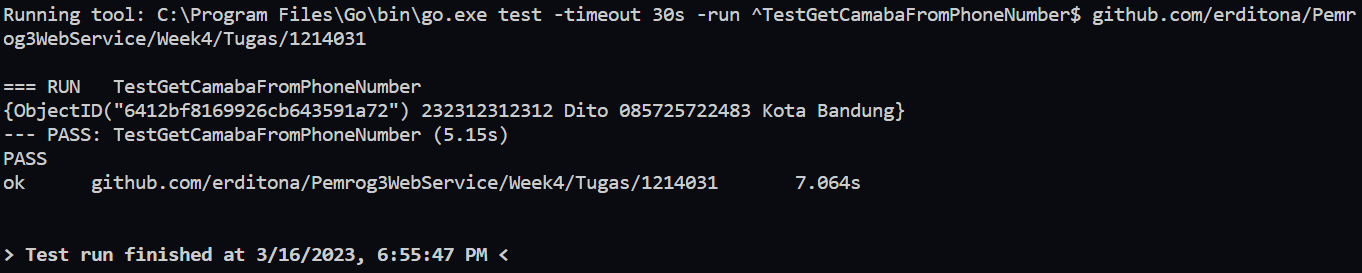 Running tool: C:\Program Files\Go\bin\go.exe test -timeout 30s -run ^TestGetCamabaFromPhoneNumber$ github.com/erditona/Pemr
og3WebService/Week4/Tugas/1214031
=== RUN   TestGetCamabaFromPhoneNumber
{ObjectID("6412bf8169926cb643591a72") 232312312312 Dito 085725722483 Kota Bandung}
--- PASS: TestGetCamabaFromPhoneNumber (5.15s)
PASS
ok      github.com/erditona/Pemrog3WebService/Week4/Tugas/1214031       7.064s
> Test run finished at 3/16/2023, 6:55:47 PM <